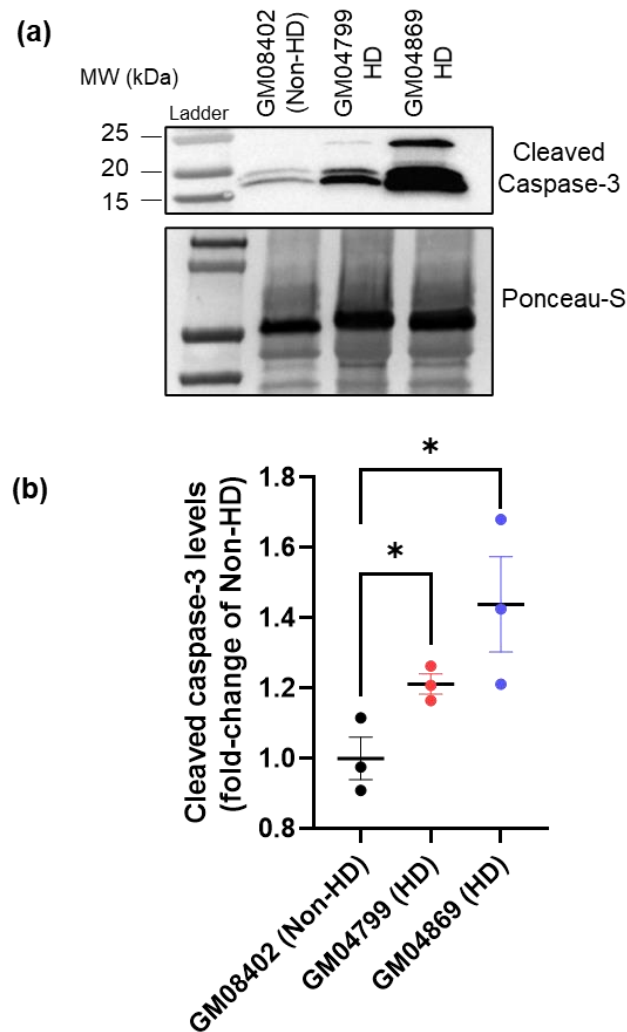 (a)
MW (kDa)
Ladder
GM08402
(Non-HD)
GM04799
HD
GM04869
HD
25
20
15
Cleaved
Caspase-3
Ponceau-S
(b)
Cleaved caspase-3 levels
(fold-change of Non-HD)
1.8
1.6
1.4
1.2
1.0
0.8
*
*
GM08402 (Non-HD)
GM04799 (HD)
GM04869 (HD)